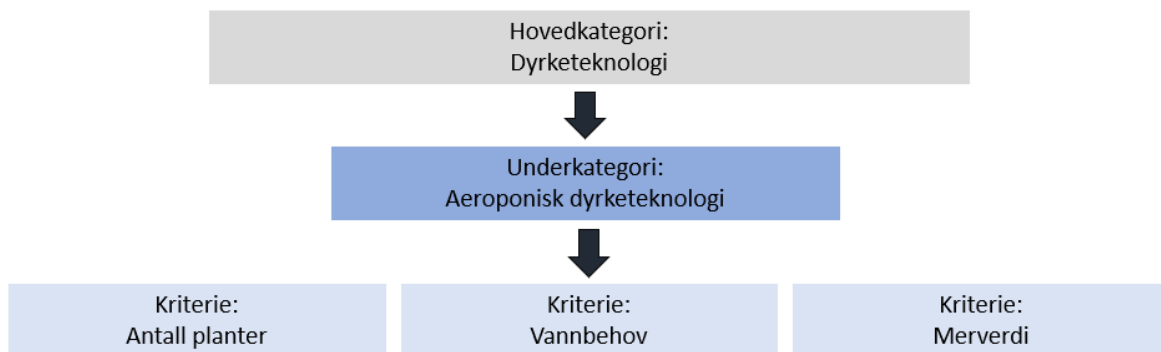 Hovedkategori:
Dyrketeknologi
Underkategori:
Aeroponisk dyrketeknologi
Kriterie:
Antall planter
Kriterie:
Vannbehov
Kriterie:
Merverdi